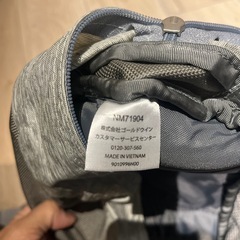 NM71904
株式会社ゴールドウイン
カスタマーサービスセンター
0120-307-560
MADE IN VIETNAM